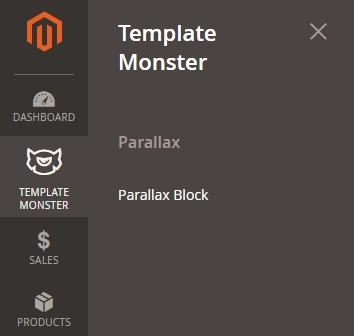 Template
Monster
Parallax
Parallax Block
DASHBOARD
TEMPLATE
MONSTER
$
SALES
PRODUCTS